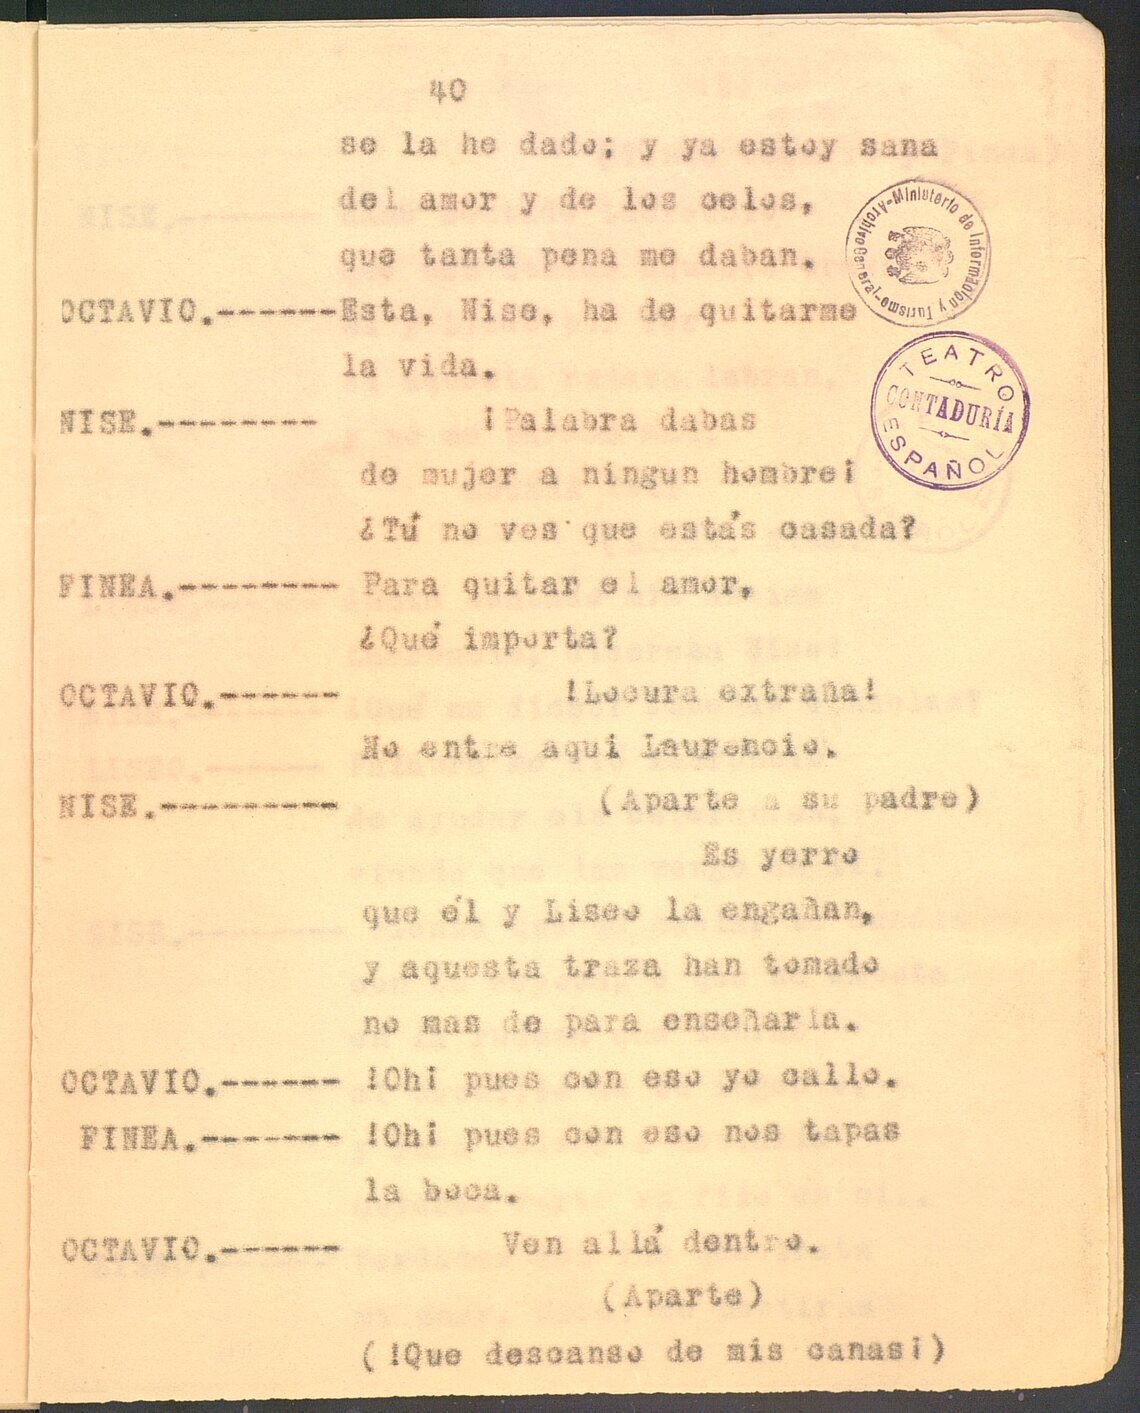 40
se la he dado; y ya estoy sana
del amor y de los celos,
que tanta pena me daban.
OCTAVIO.------Esta, Nise, ha de quitarme
la vida.
NISE.-------- ¡Palabra dabas
de mujer a ningun hombre¡
¿Tú no ves que estás casada?
FINEA.-------- Para quitar el amor,
¿Qué importa?
OCTAVIO.------ !Locura extraña!
No entre aqui Laurencio.
NISE.--------- (Aparte a su padre)
Es yerro
que él y Liseo la engañan,
y aquesta traza han tomado
no mas de para enseñarla.
OCTAVIO.------ !Oh¡ pues con eso yo callo.
FINEA.------- !Oh¡ pues con eso nos tapas
la boca.
OCTAVIO.------ Ven allá dentro.
(Aparte)
(!Que descanso de mis canas¡)
Archivo General-Ministerio de Información y Turismo-
TEATRO
CONTADURÍA
ESPAÑOL